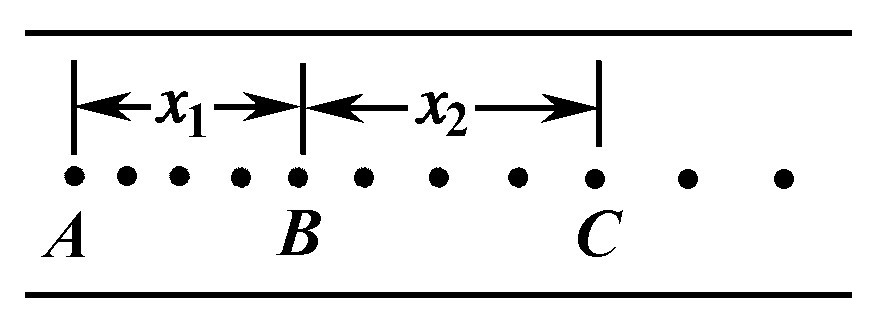 x₁ x₂
A B C